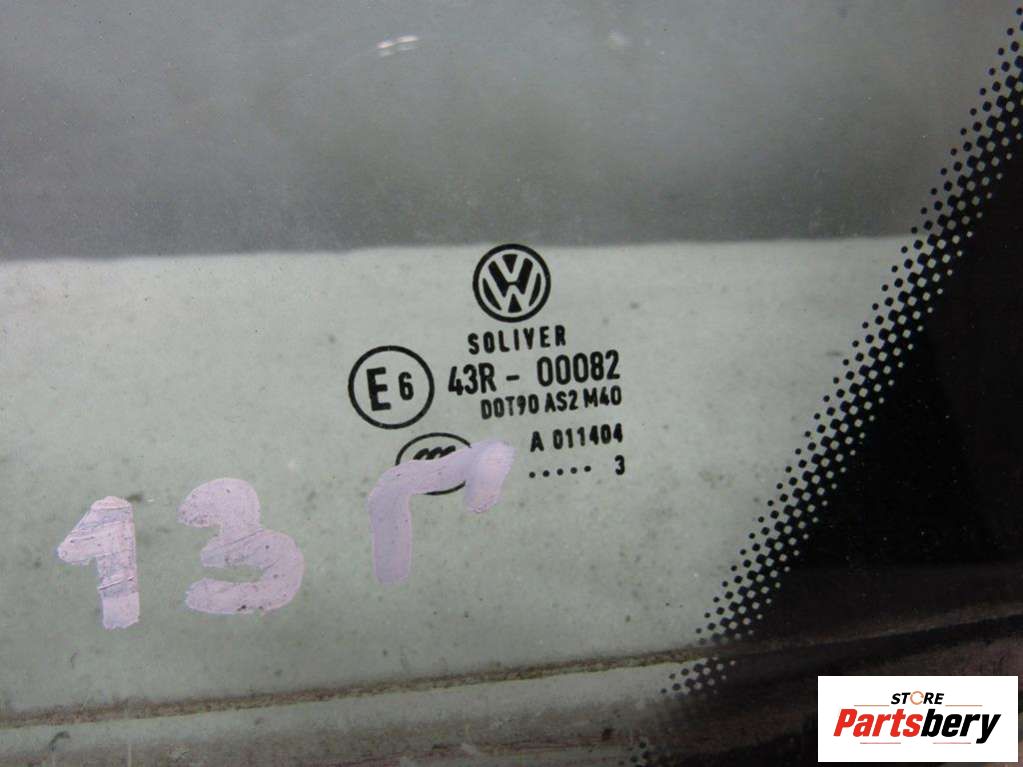 SOLIVER
E6 43R - 00082
DOT90 AS2 M40
A 011404
..... 3
13 г
STORE
Partsbery